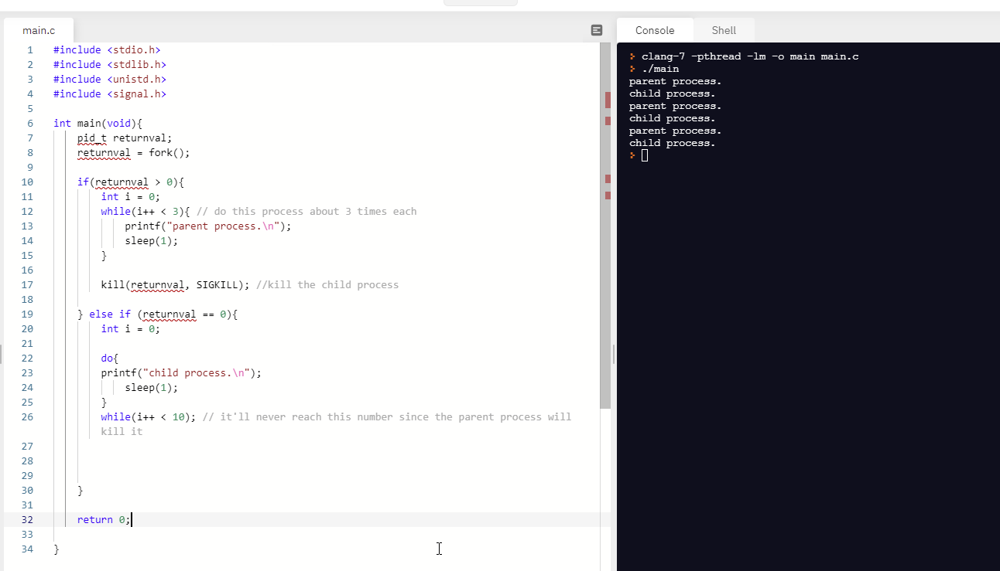 main.c
1 #include <stdio.h>
2 #include <stdlib.h>
3 #include <unistd.h>
4 #include <signal.h>
5
6 int main(void){
7 pid_t returnval;
8 returnval = fork();
9
10 if(returnval > 0){
11 int i = 0;
12 while(i++ < 3){ // do this process about 3 times each
13 printf("parent process.\n");
14 sleep(1);
15 }
16
17 kill(returnval, SIGKILL); //kill the child process
18
19 } else if (returnval == 0){
20 int i = 0;
21
22 do{
23 printf("child process.\n");
24 sleep(1);
25 }
26 while(i++ < 10); // it'll never reach this number since the parent process will
kill it
27
28
29
30 }
31
32 return 0;
33
34 }
Console Shell
> clang-7 -pthread -lm -o main main.c
> ./main
parent process.
child process.
parent process.
child process.
parent process.
child process.
>